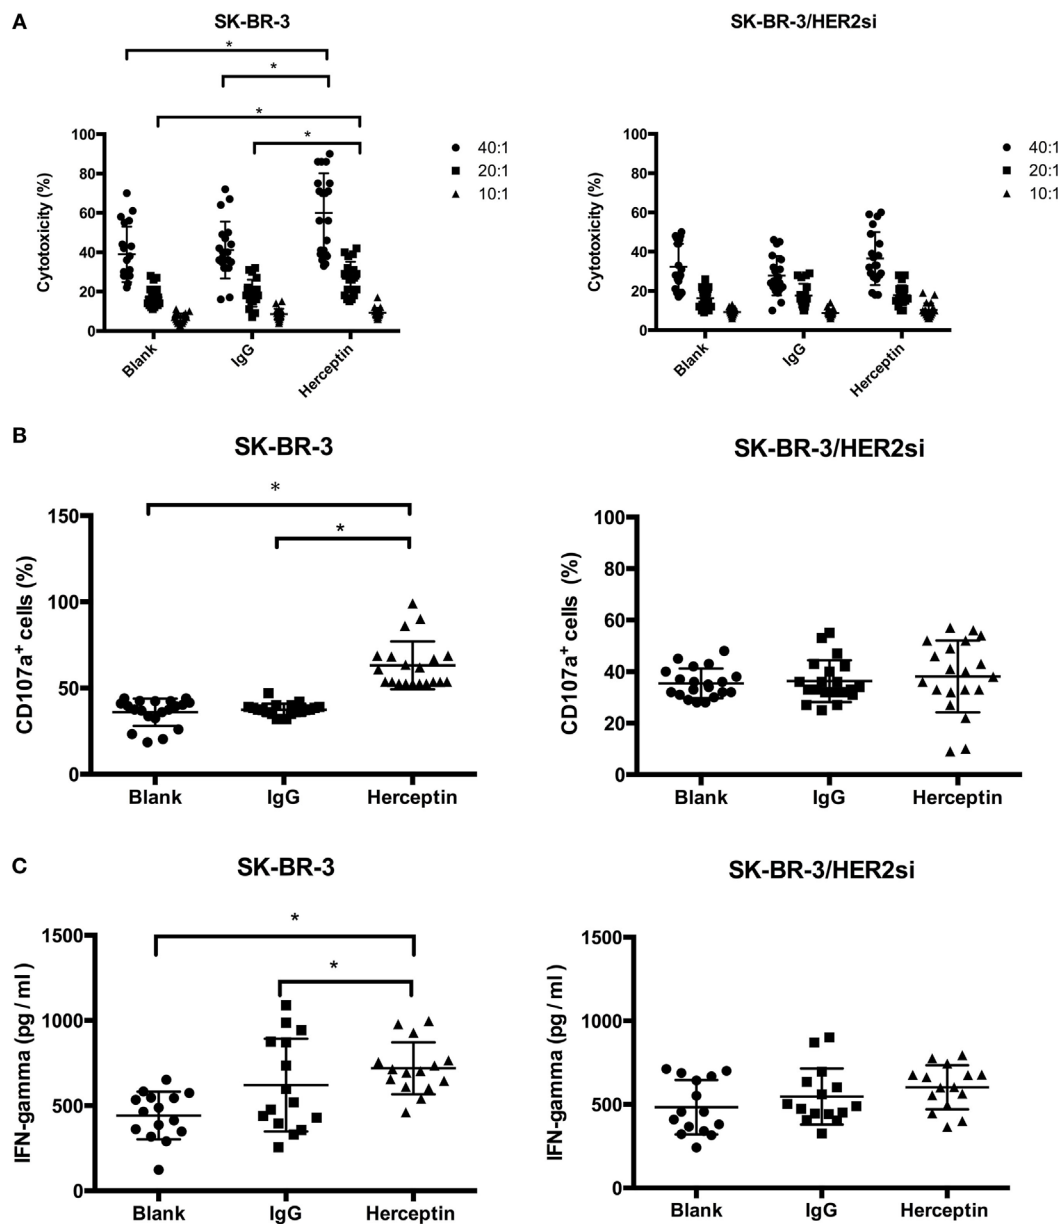 A
SK-BR-3
SK-BR-3/HER2si
*
*
*
*
Cytotoxicity (%)
100
80
60
40
20
0
Blank
IgG
Herceptin
40:1
20:1
10:1
Cytotoxicity (%)
100
80
60
40
20
0
Blank
IgG
Herceptin
40:1
20:1
10:1
B
SK-BR-3
SK-BR-3/HER2si
*
*
CD107a⁺ cells (%)
150
100
50
0
Blank
IgG
Herceptin
CD107a⁺ cells (%)
100
80
60
40
20
0
Blank
IgG
Herceptin
C
SK-BR-3
SK-BR-3/HER2si
*
*
IFN-gamma (pg / ml )
1500
1000
500
0
Blank
IgG
Herceptin
IFN-gamma (pg / ml )
1500
1000
500
0
Blank
IgG
Herceptin